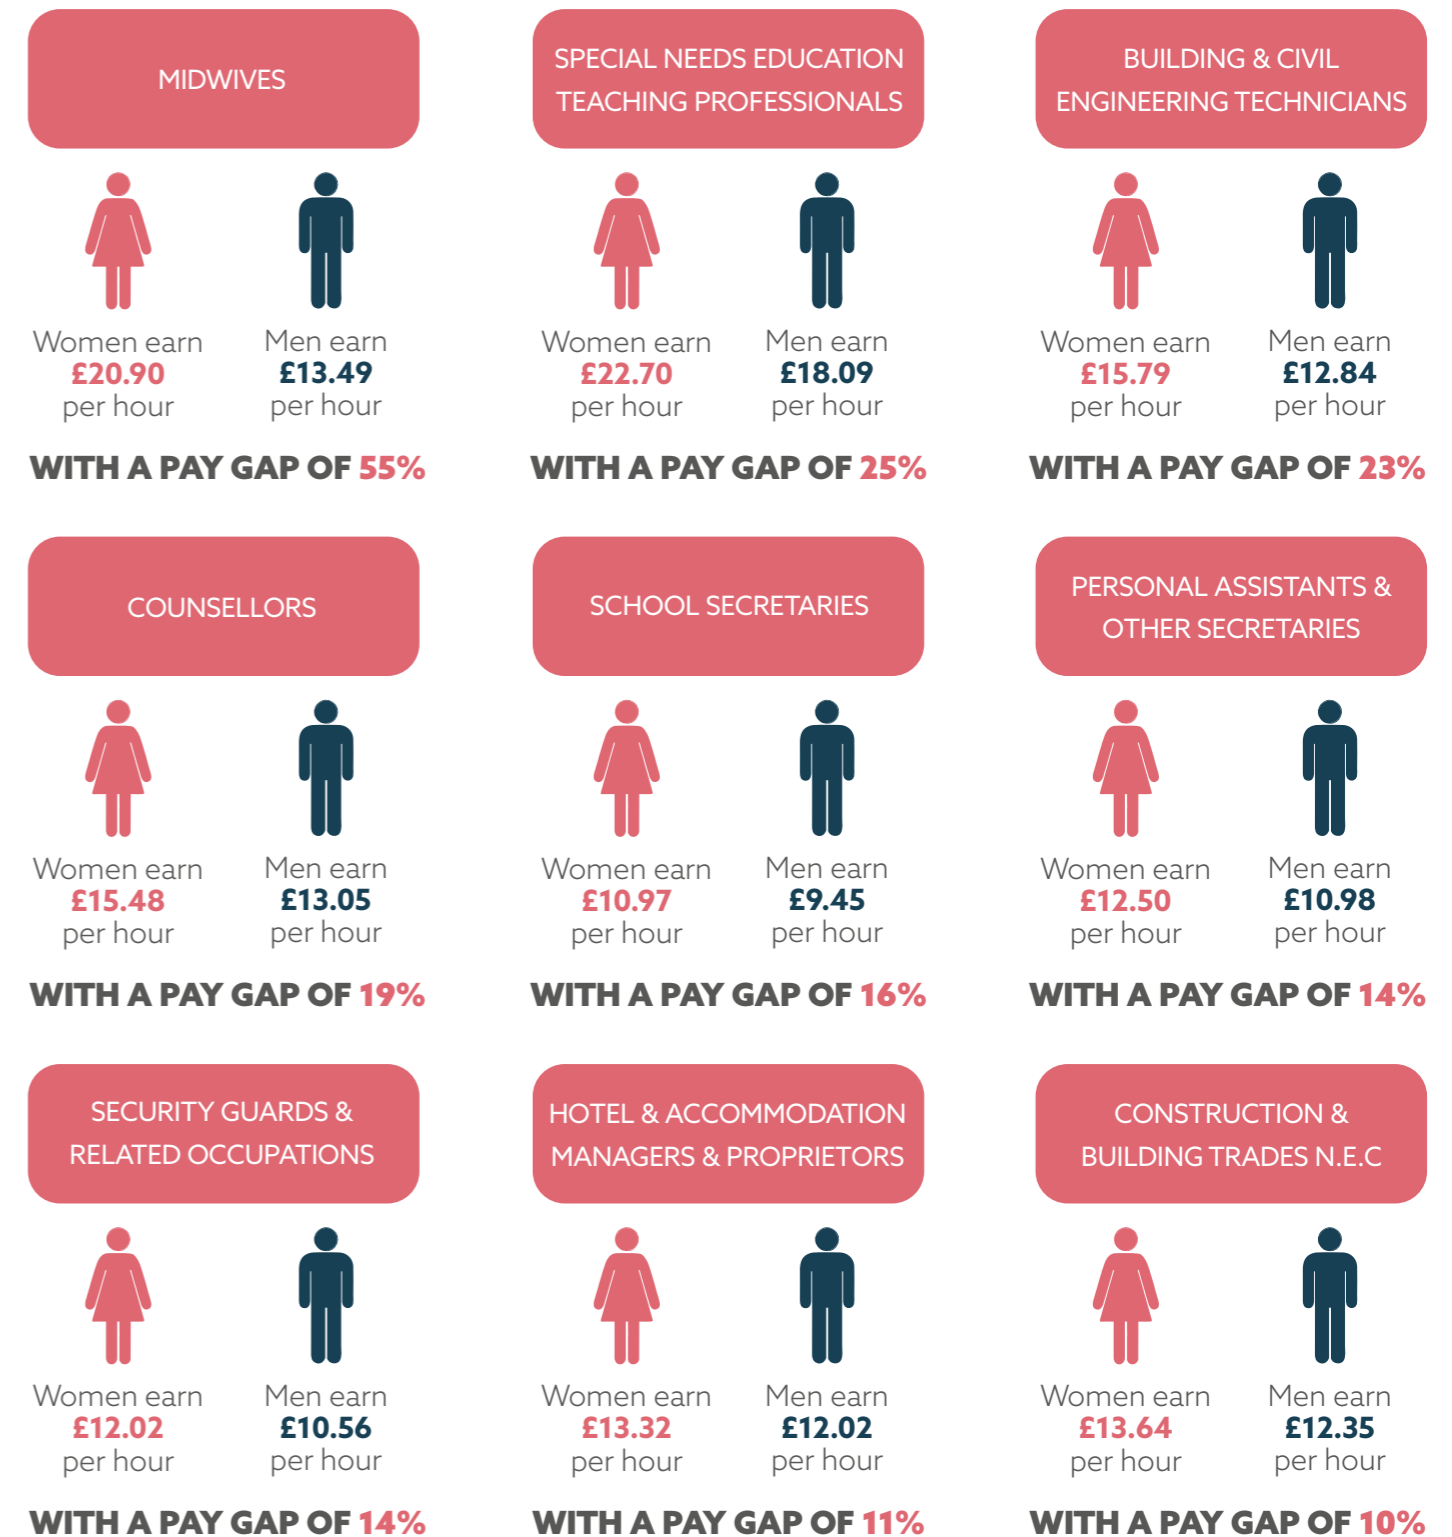 MIDWIVES
Women earn
£20.90
per hour
Men earn
£13.49
per hour
WITH A PAY GAP OF 55%
SPECIAL NEEDS EDUCATION
TEACHING PROFESSIONALS
Women earn
£22.70
per hour
Men earn
£18.09
per hour
WITH A PAY GAP OF 25%
BUILDING & CIVIL
ENGINEERING TECHNICIANS
Women earn
£15.79
per hour
Men earn
£12.84
per hour
WITH A PAY GAP OF 23%
COUNSELLORS
Women earn
£15.48
per hour
Men earn
£13.05
per hour
WITH A PAY GAP OF 19%
SCHOOL SECRETARIES
Women earn
£10.97
per hour
Men earn
£9.45
per hour
WITH A PAY GAP OF 16%
PERSONAL ASSISTANTS &
OTHER SECRETARIES
Women earn
£12.50
per hour
Men earn
£10.98
per hour
WITH A PAY GAP OF 14%
SECURITY GUARDS &
RELATED OCCUPATIONS
Women earn
£12.02
per hour
Men earn
£10.56
per hour
WITH A PAY GAP OF 14%
HOTEL & ACCOMMODATION
MANAGERS & PROPRIETORS
Women earn
£13.32
per hour
Men earn
£12.02
per hour
WITH A PAY GAP OF 11%
CONSTRUCTION &
BUILDING TRADES N.E.C
Women earn
£13.64
per hour
Men earn
£12.35
per hour
WITH A PAY GAP OF 10%